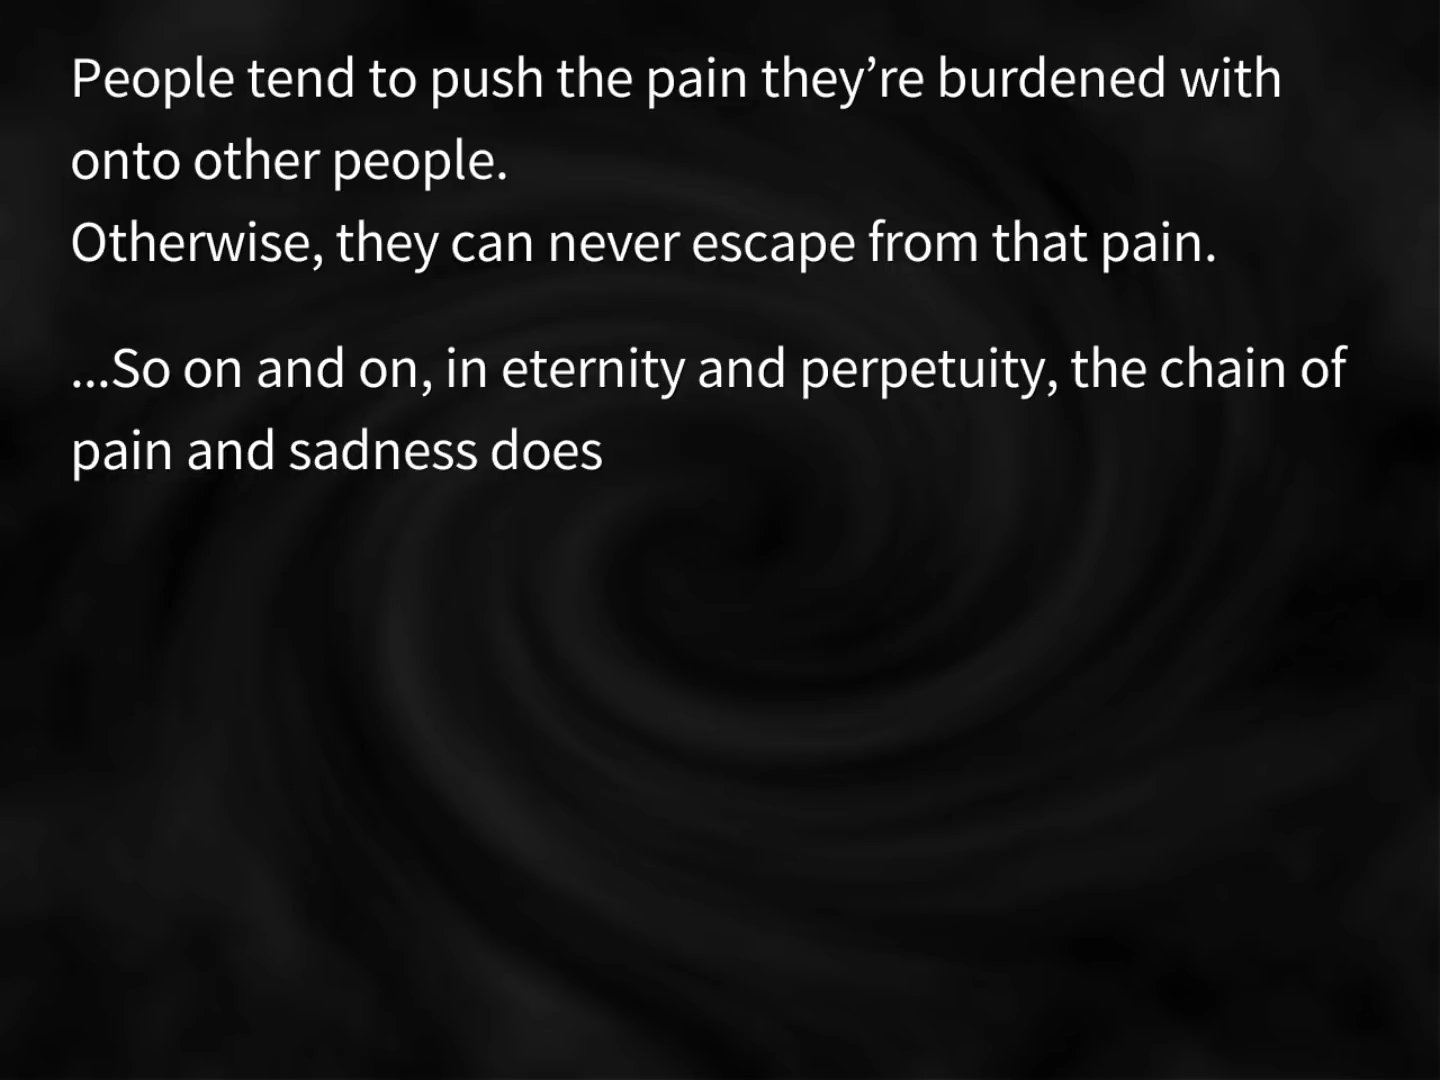 People tend to push the pain they’re burdened with
onto other people.
Otherwise, they can never escape from that pain.
...So on and on, in eternity and perpetuity, the chain of
pain and sadness does